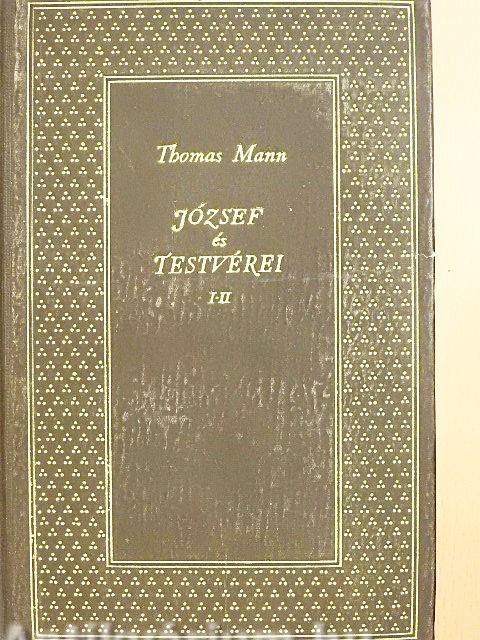 Thomas Mann
JÓZSEF
és
TESTVÉREI
I-II